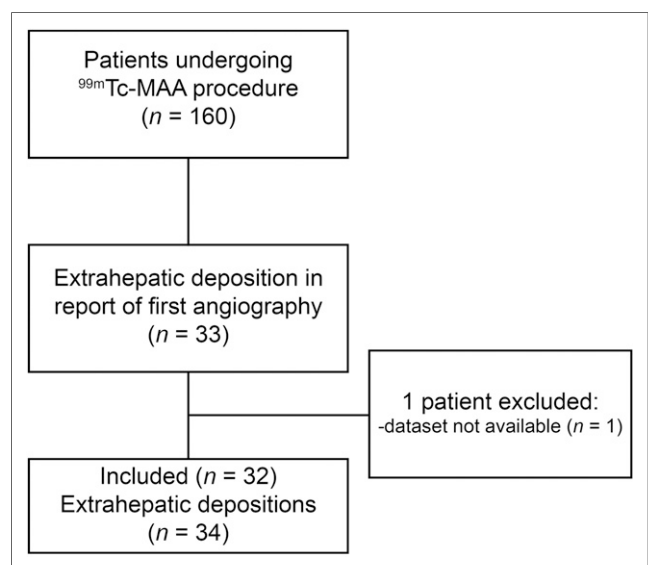 Patients undergoing
⁹⁹ᵐTc-MAA procedure
(n = 160)
Extrahepatic deposition in
report of first angiography
(n = 33)
1 patient excluded:
-dataset not available (n = 1)
Included (n = 32)
Extrahepatic depositions
(n = 34)